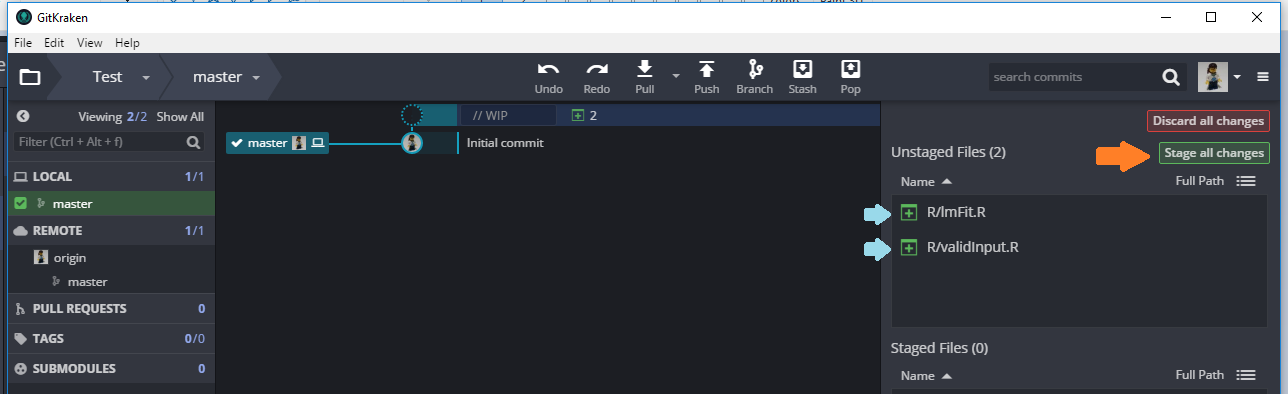 GitKraken
File Edit View Help
Test master
Undo Redo Pull Push Branch Stash Pop
search commits
Viewing 2/2 Show All
Filter (Ctrl + Alt + f)
LOCAL 1/1
master
REMOTE 1/1
origin
master
PULL REQUESTS 0
TAGS 0/0
SUBMODULES 0
// WIP 2
master Initial commit
Discard all changes
Unstaged Files (2) Stage all changes
Name Full Path
R/lmFit.R
R/validInput.R
Staged Files (0)
Name Full Path